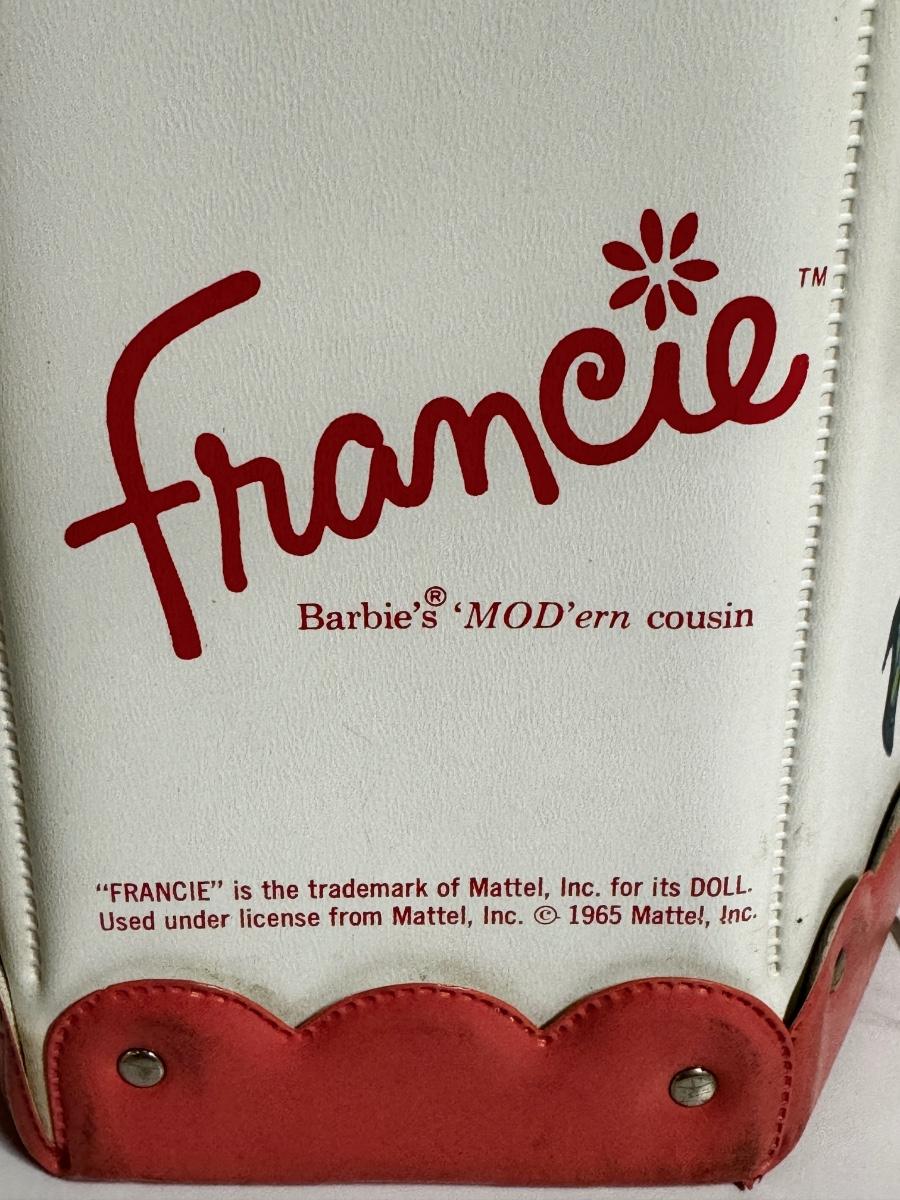 Francie™
Barbie's® ‘MOD’ern cousin
“FRANCIE” is the trademark of Mattel, Inc. for its DOLL.
Used under license from Mattel, Inc. © 1965 Mattel, Inc.